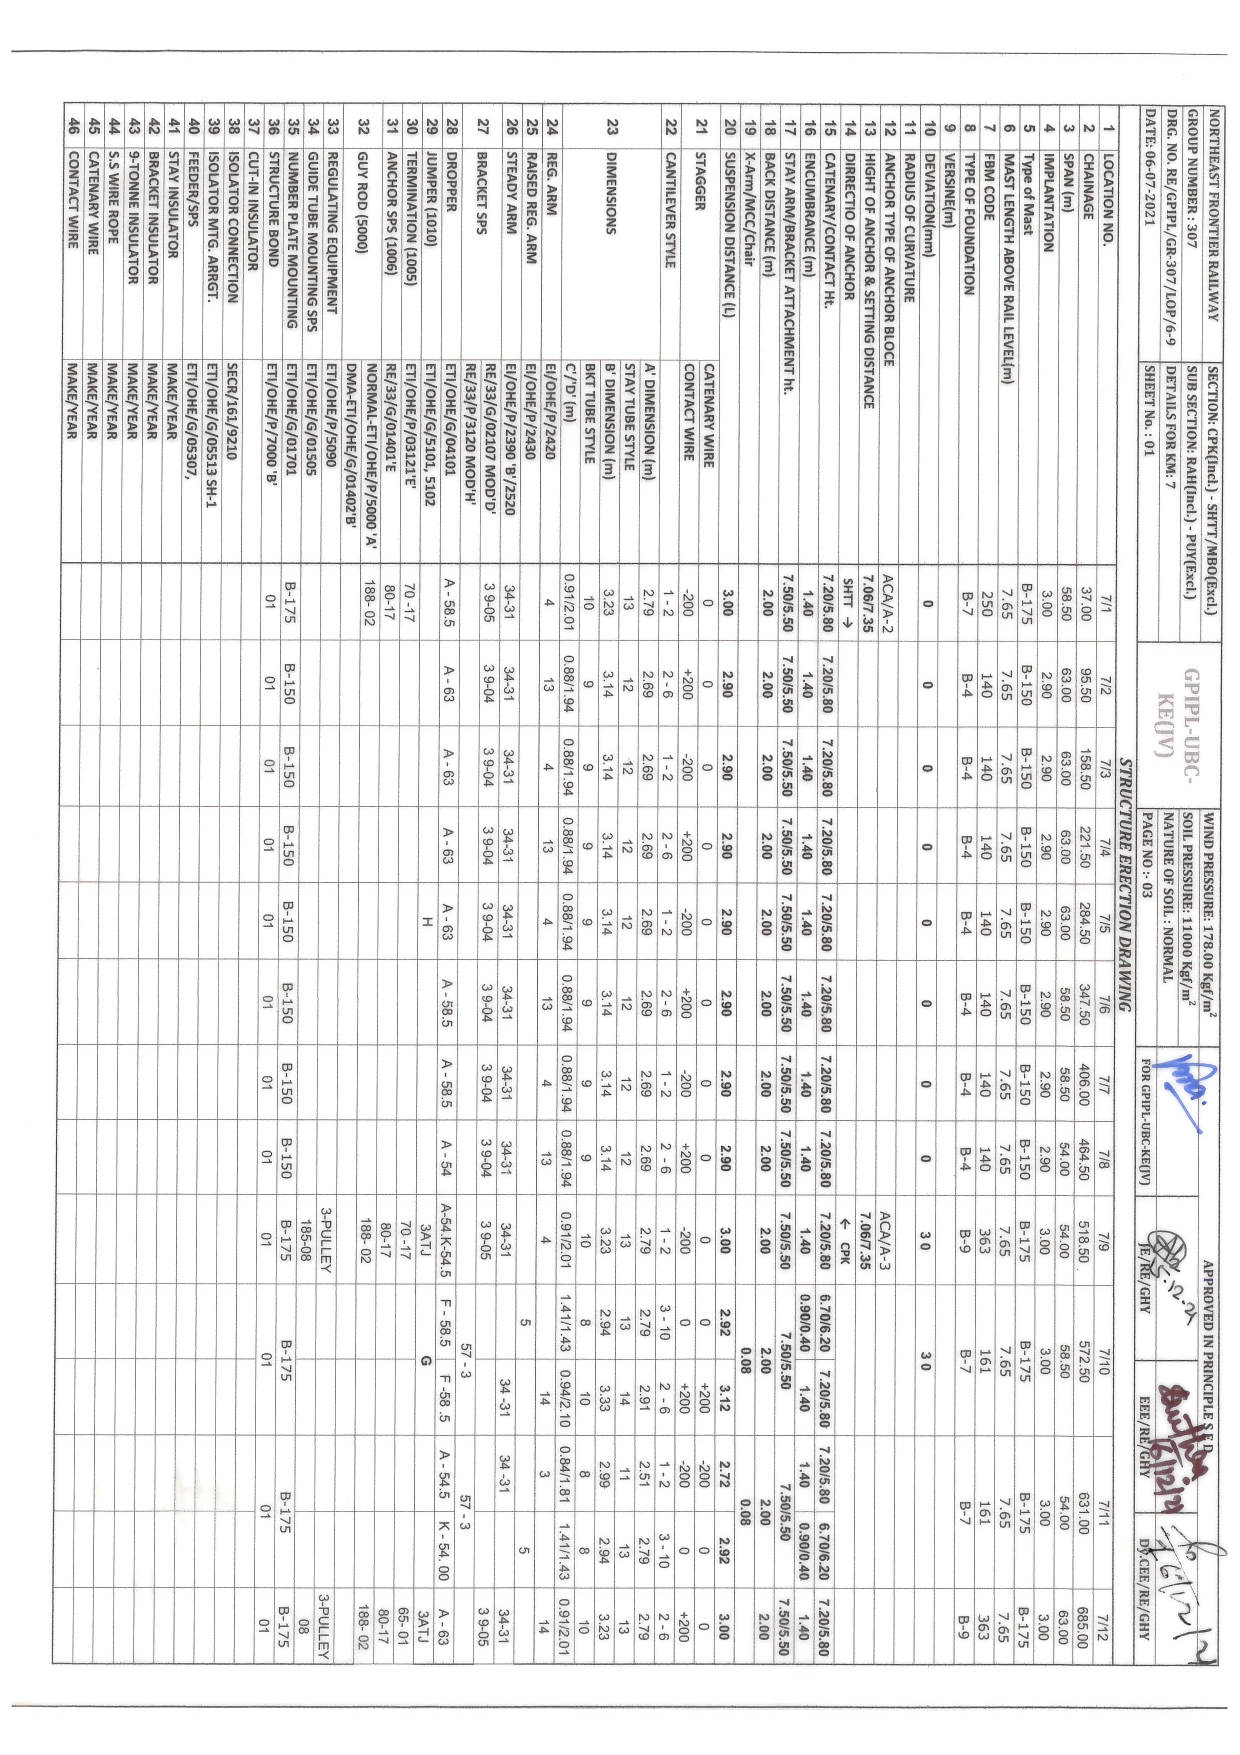 NORTHEAST FRONTIER RAILWAY
GROUP NUMBER : 307
DRG. NO. RE/GPIPL/GR-307/LOP/6-9
DATE: 06-07-2021
SECTION: CPK(Incl.) - SHTT/MBO(Excl.)
SUB SECTION: RAH(Incl.) - PUY(Excl.)
DETAILS FOR KM: 7
SHEET No. : 01
GPIPL-UBC-
KE(JV)
WIND PRESSURE: 178.00 Kgf/m²
SOIL PRESSURE: 11000 Kgf/m²
NATURE OF SOIL : NORMAL
PAGE NO :- 03
FOR GPIPL-UBC-KE(JV)
APPROVED IN PRINCIPLE S E D
JE/RE/GHY
EEE/RE/GHY
Dy.CEE/RE/GHY
STRUCTURE ERECTION DRAWING
1 LOCATION NO. 7/1 7/2 7/3 7/4 7/5 7/6 7/7 7/8 7/9 7/10 7/11 7/12
2 CHAINAGE 37.00 95.50 158.50 221.50 284.50 347.50 406.00 464.50 518.50 572.50 631.00 685.00
3 SPAN (m) 58.50 63.00 63.00 63.00 63.00 58.50 58.50 54.00 54.00 58.50 54.00 63.00
4 IMPLANTATION 3.00 2.90 2.90 2.90 2.90 2.90 2.90 2.90 3.00 3.00 3.00 3.00
5 Type of Mast B-175 B-150 B-150 B-150 B-150 B-150 B-150 B-150 B-175 B-175 B-175 B-175
6 MAST LENGTH ABOVE RAIL LEVEL(m) 7.65 7.65 7.65 7.65 7.65 7.65 7.65 7.65 7.65 7.65 7.65 7.65
7 FBM CODE 250 140 140 140 140 140 140 140 363 161 161 363
8 TYPE OF FOUNDATION B-7 B-4 B-4 B-4 B-4 B-4 B-4 B-4 B-9 B-7 B-7 B-9
9 VERSINE(m)
10 DEVIATION(mm) 0 0 0 0 0 0 0 0 30 30
11 RADIUS OF CURVATURE
12 ANCHOR TYPE OF ANCHOR BLOCE ACA/A-2 ACA/A-3
13 HIGHT OF ANCHOR & SETTING DISTANCE 7.06/7.35 7.06/7.35
14 DIRRECTIO OF ANCHOR SHTT → ← CPK
15 CATENARY/CONTACT Ht. 7.20/5.80 7.20/5.80 7.20/5.80 7.20/5.80 7.20/5.80 7.20/5.80 7.20/5.80 7.20/5.80 7.20/5.80 6.70/6.20 7.20/5.80 7.20/5.80 6.70/6.20 7.20/5.80
16 ENCUMBRANCE (m) 1.40 1.40 1.40 1.40 1.40 1.40 1.40 1.40 1.40 0.90/0.40 1.40 1.40 0.90/0.40 1.40
17 STAY ARM/BRACKET ATTACHMENT ht. 7.50/5.50 7.50/5.50 7.50/5.50 7.50/5.50 7.50/5.50 7.50/5.50 7.50/5.50 7.50/5.50 7.50/5.50 7.50/5.50 7.50/5.50 7.50/5.50
18 BACK DISTANCE (m) 2.00 2.00 2.00 2.00 2.00 2.00 2.00 2.00 2.00 2.00 2.00 2.00
19 X-Arm/MCC/Chair 0.08 0.08
20 SUSPENSION DISTANCE (L) 3.00 2.90 2.90 2.90 2.90 2.90 2.90 2.90 3.00 2.92 3.12 2.72 2.92 3.00
21 STAGGER CATENARY WIRE 0 0 0 0 0 0 0 0 0 0 +200 -200 0 0
CONTACT WIRE -200 +200 -200 +200 -200 +200 -200 +200 -200 0 +200 -200 0 +200
22 CANTILEVER STYLE 1 - 2 2 - 6 1 - 2 2 - 6 1 - 2 2 - 6 1 - 2 2 - 6 1 - 2 3 - 10 2 - 6 1 - 2 3 - 10 2 - 6
23 DIMENSIONS A' DIMENSION (m) 2.79 2.69 2.69 2.69 2.69 2.69 2.69 2.69 2.79 2.79 2.91 2.51 2.79 2.79
STAY TUBE STYLE 13 12 12 12 12 12 12 12 13 13 14 11 13 13
B' DIMENSION (m) 3.23 3.14 3.14 3.14 3.14 3.14 3.14 3.14 3.23 2.94 3.33 2.99 2.94 3.23
BKT TUBE STYLE 10 9 9 9 9 9 9 9 10 8 10 8 8 10
C'/'D' (m) 0.91/2.01 0.88/1.94 0.88/1.94 0.88/1.94 0.88/1.94 0.88/1.94 0.88/1.94 0.88/1.94 0.91/2.01 1.41/1.43 0.94/2.10 0.84/1.81 1.41/1.43 0.91/2.01
24 REG. ARM EI/OHE/P/2420 4 13 4 13 4 13 4 13 4 14 3 14
25 RAISED REG. ARM EI/OHE/P/2430 5 5
26 STEADY ARM EI/OHE/P/2390 'B'/2520 34-31 34-31 34-31 34-31 34-31 34-31 34-31 34-31 34-31 34 -31 34 -31 34-31
27 BRACKET SPS RE/33/G/02107 MOD'D' 3 9-05 3 9-04 3 9-04 3 9-04 3 9-04 3 9-04 3 9-04 3 9-04 3 9-05 3 9-05
RE/33/P/3120 MOD'H' 57 - 3 57 - 3
28 DROPPER ETI/OHE/G/04101 A - 58.5 A - 63 A - 63 A - 63 A - 63 A - 58.5 A - 58.5 A - 54 A-54.K-54.5 F - 58.5 F -58 .5 A - 54.5 K - 54. 00 A - 63
29 JUMPER (1010) ETI/OHE/G/5101, 5102 H 3ATJ G 3ATJ
30 TERMINATION (1005) ETI/OHE/P/03121'E' 70 -17 70 -17 65- 01
31 ANCHOR SPS (1006) RE/33/G/01401'E 80-17 80-17 80-17
32 GUY ROD (5000) NORMAL-ETI/OHE/P/5000 'A' 188- 02 188- 02 188- 02
DMA-ETI/OHE/G/01402'B'
33 REGULATING EQUIPMENT ETI/OHE/P/5090 3-PULLEY 3-PULLEY
34 GUIDE TUBE MOUNTING SPS ETI/OHE/G/01505 185-08 08
35 NUMBER PLATE MOUNTING ETI/OHE/G/01701 B-175 B-150 B-150 B-150 B-150 B-150 B-150 B-150 B-175 B-175 B-175 B-175
36 STRUCTURE BOND ETI/OHE/P/7000 'B' 01 01 01 01 01 01 01 01 01 01 01 01
37 CUT-IN INSULATOR
38 ISOLATOR CONNECTION SECR/161/9210
39 ISOLATOR MTG. ARRGT. ETI/OHE/G/05513 SH-1
40 FEEDER/SPS ETI/OHE/G/05307,
41 STAY INSULATOR MAKE/YEAR
42 BRACKET INSULATOR MAKE/YEAR
43 9-TONNE INSULATOR MAKE/YEAR
44 S.S WIRE ROPE MAKE/YEAR
45 CATENARY WIRE MAKE/YEAR
46 CONTACT WIRE MAKE/YEAR